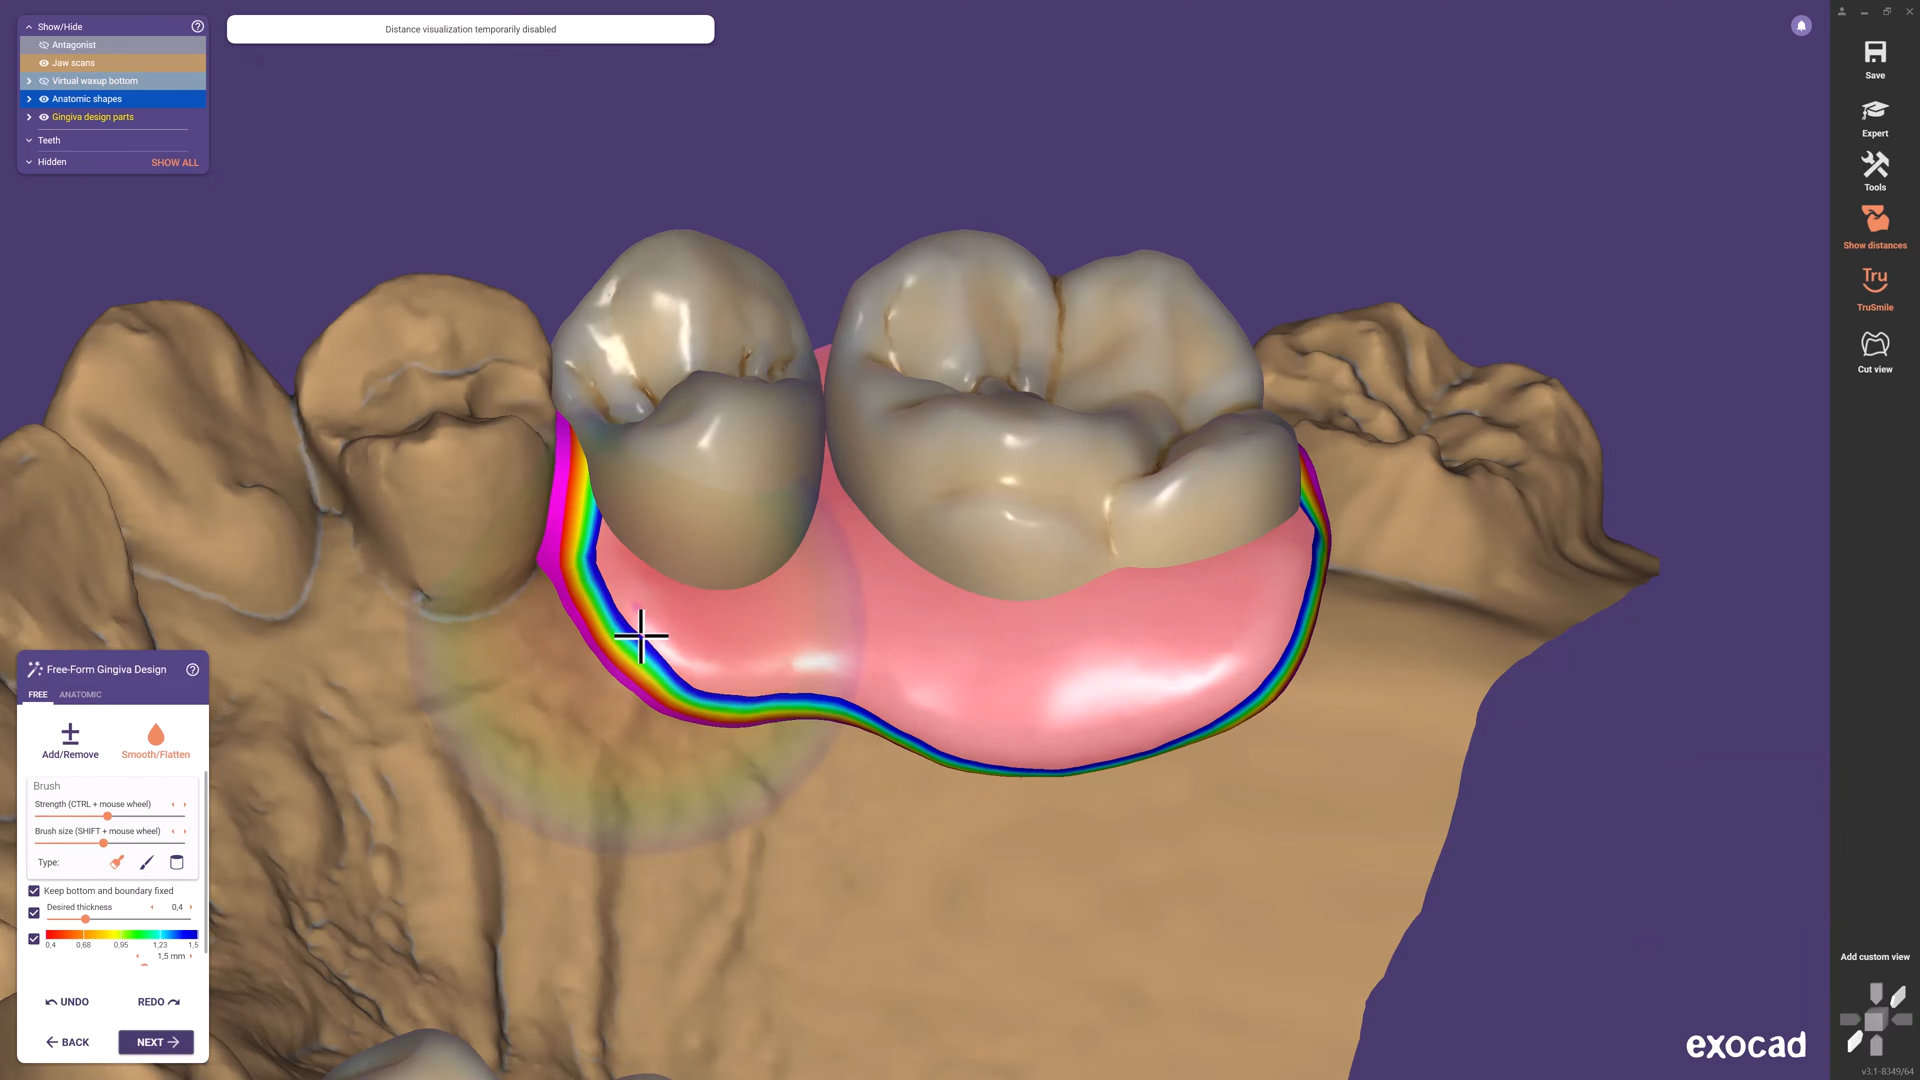 Show/Hide
Antagonist
Jaw scans
Virtual waxup bottom
Anatomic shapes
Gingiva design parts
Teeth
Hidden SHOW ALL
Distance visualization temporarily disabled
Save
Expert
Tools
Show distances
Tru
TruSmile
Cut view
Free-Form Gingiva Design
FREE ANATOMIC
Add/Remove Smooth/Flatten
Brush
Strength (CTRL + mouse wheel)
Brush size (SHIFT + mouse wheel)
Type:
Keep bottom and boundary fixed
Desired thickness 0,4
0,4 0,68 0,95 1,23 1,5
1,5 mm
UNDO REDO
BACK NEXT
Add custom view
exocad
v3.1-8349/64